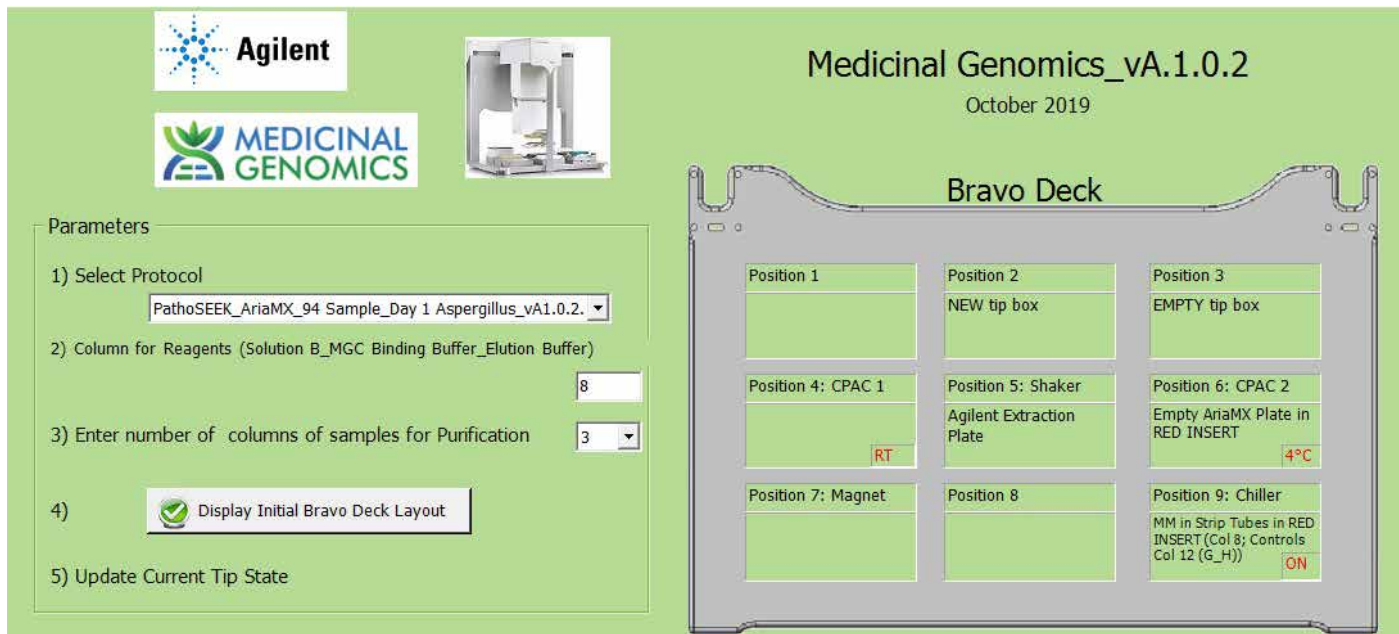 Agilent
MEDICINAL
GENOMICS
Medicinal Genomics_vA.1.0.2
October 2019
Bravo Deck
Parameters
1) Select Protocol
PathoSEEK_AriaMX_94 Sample_Day 1 Aspergillus_vA1.0.2.
2) Column for Reagents (Solution B_MGC Binding Buffer_Elution Buffer)
8
3) Enter number of columns of samples for Purification
3
4)
Display Initial Bravo Deck Layout
5) Update Current Tip State
Position 1
Position 2
NEW tip box
Position 3
EMPTY tip box
Position 4: CPAC 1
RT
Position 5: Shaker
Agilent Extraction
Plate
Position 6: CPAC 2
Empty AriaMX Plate in
RED INSERT
4°C
Position 7: Magnet
Position 8
Position 9: Chiller
MM in Strip Tubes in RED
INSERT (Col 8; Controls
Col 12 (G_H))
ON